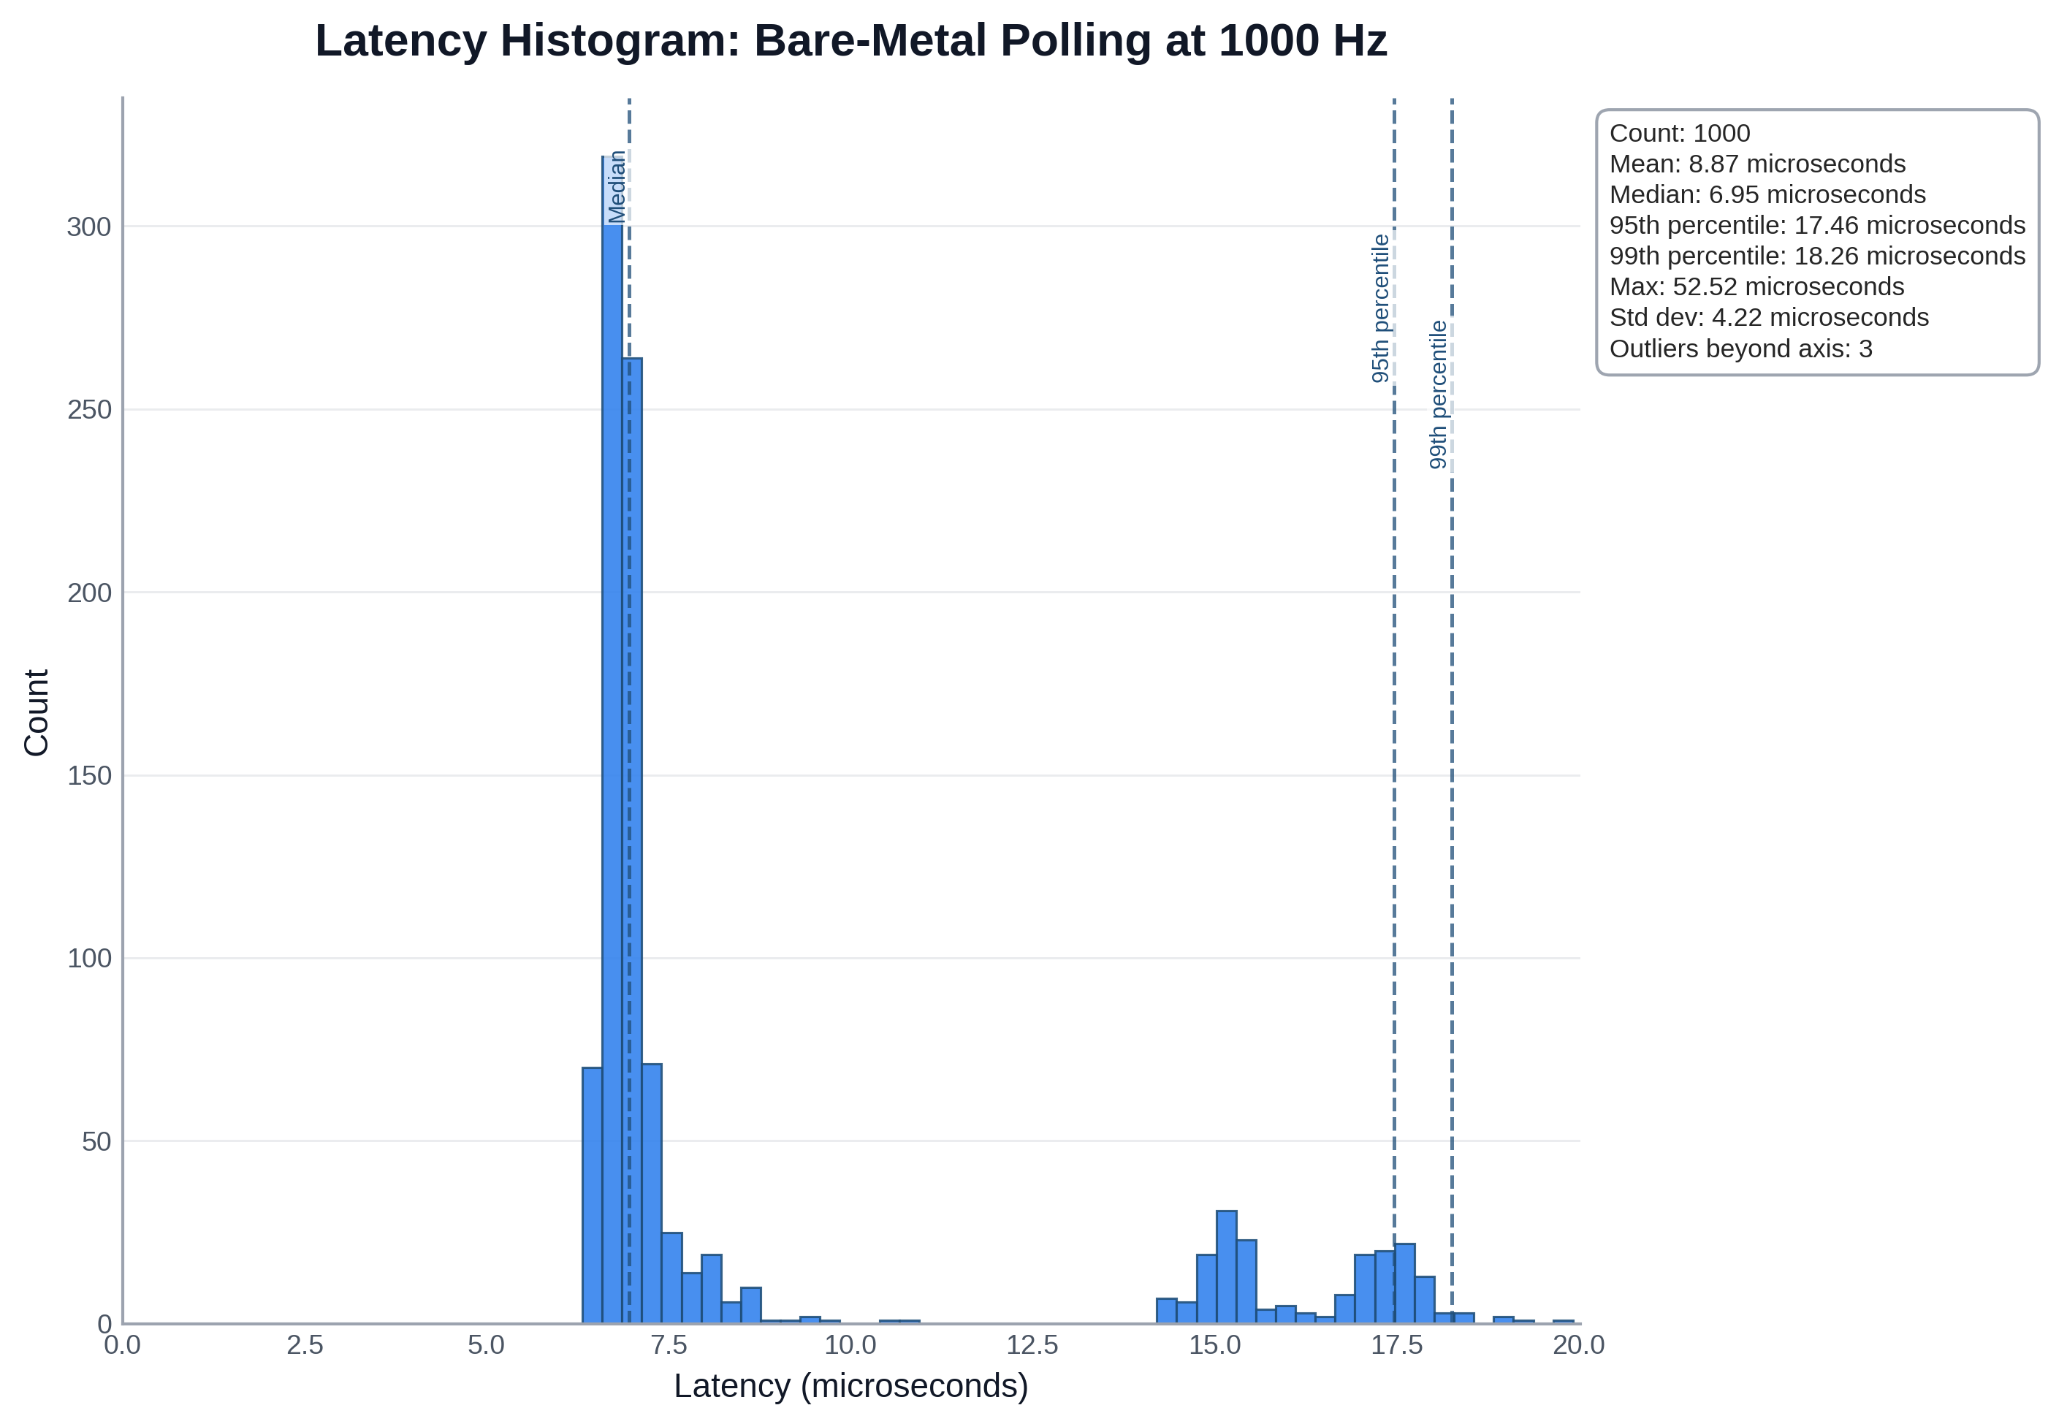 Latency Histogram: Bare-Metal Polling at 1000 Hz
Count: 1000
Mean: 8.87 microseconds
Median: 6.95 microseconds
95th percentile: 17.46 microseconds
99th percentile: 18.26 microseconds
Max: 52.52 microseconds
Std dev: 4.22 microseconds
Outliers beyond axis: 3
Median
95th percentile
99th percentile
Count
300
250
200
150
100
50
0
0.0
2.5
5.0
7.5
10.0
12.5
15.0
17.5
20.0
Latency (microseconds)